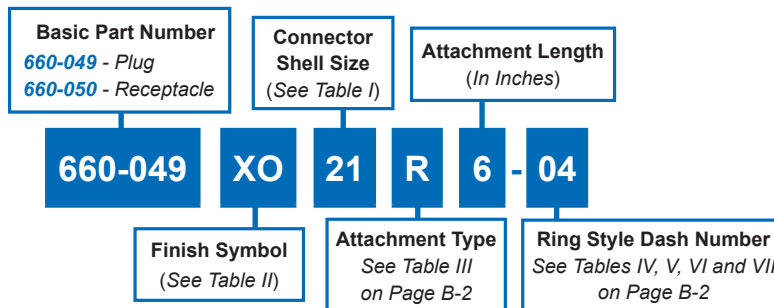 Basic Part Number
660-049 - Plug
660-050 - Receptacle
Connector
Shell Size
(See Table I)
Attachment Length
(In Inches)
660-049 XO 21 R 6 - 04
Finish Symbol
(See Table II)
Attachment Type
See Table III
on Page B-2
Ring Style Dash Number
See Tables IV, V, VI and VII
on Page B-2